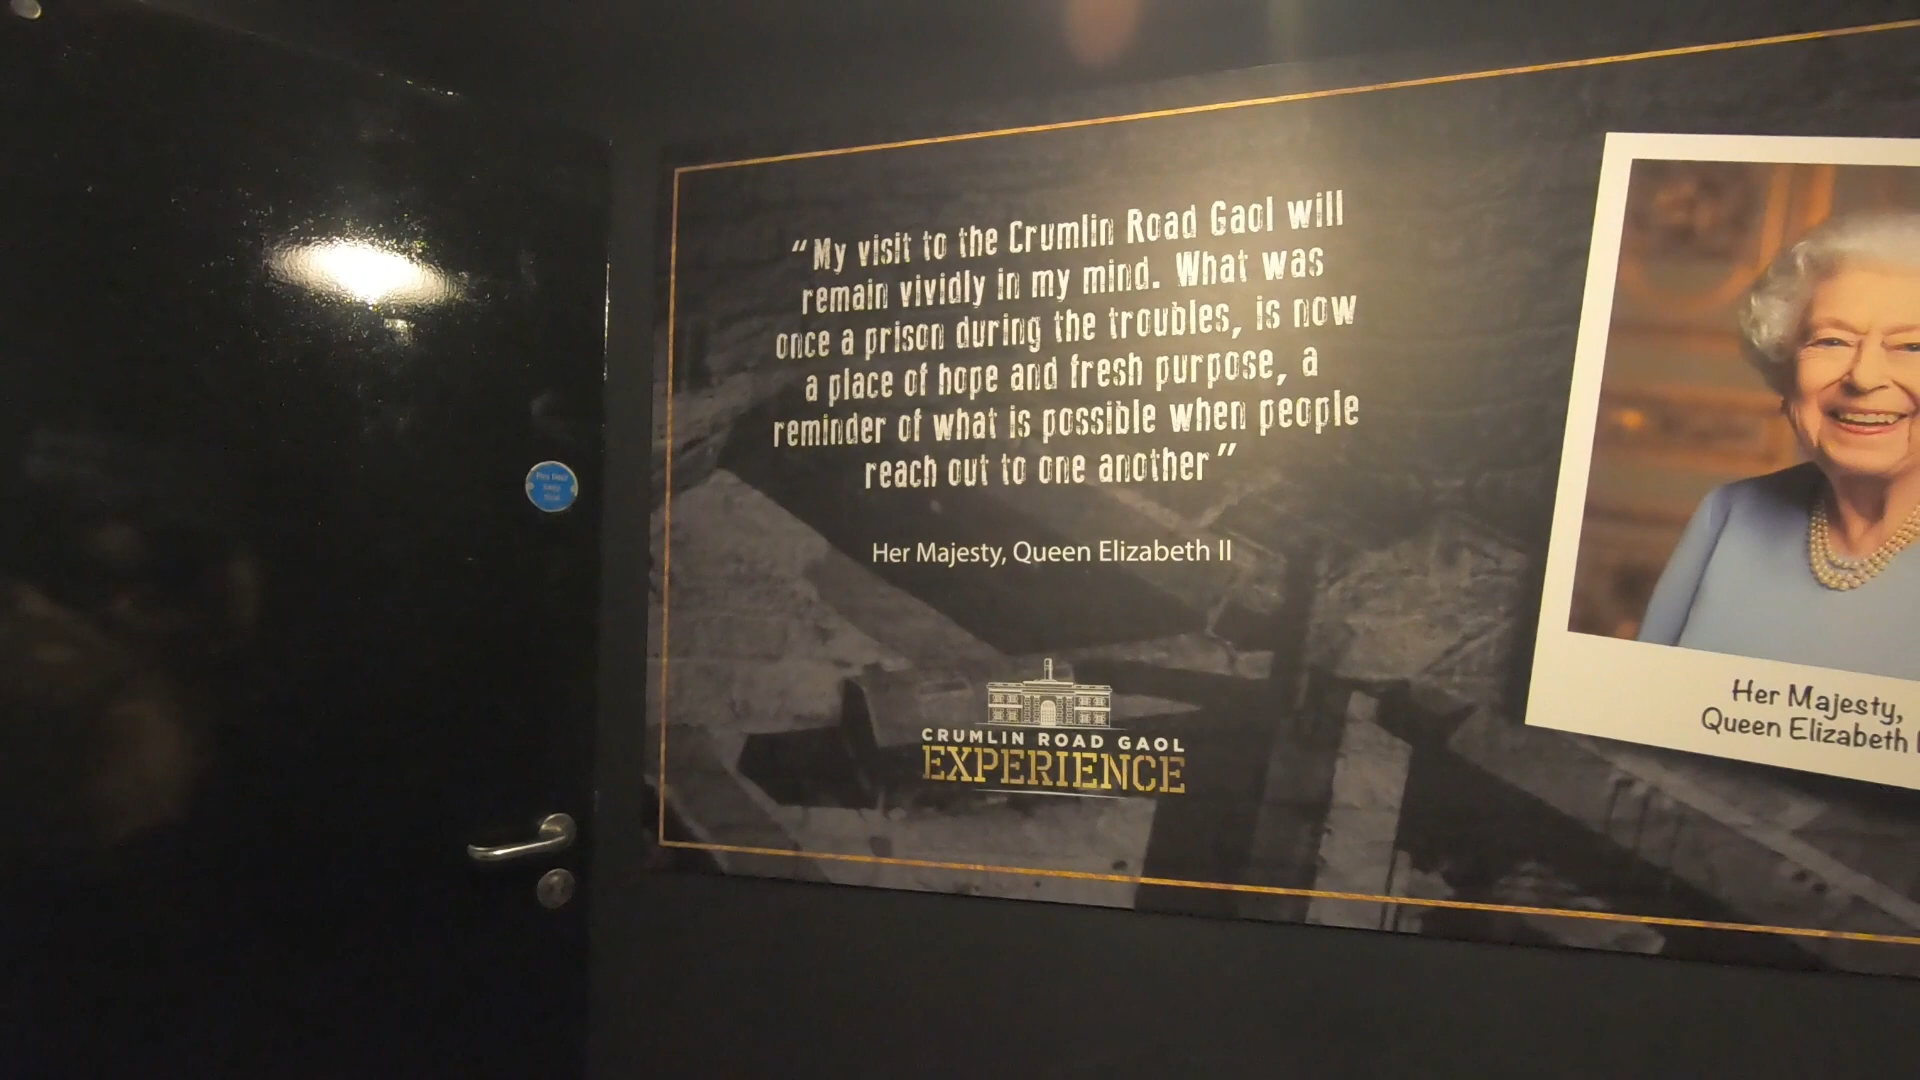 “My visit to the Crumlin Road Gaol will
remain vividly in my mind. What was
once a prison during the troubles, is now
a place of hope and fresh purpose, a
reminder of what is possible when people
reach out to one another”
Her Majesty, Queen Elizabeth II
CRUMLIN ROAD GAOL
EXPERIENCE
Her Majesty,
Queen Elizabeth